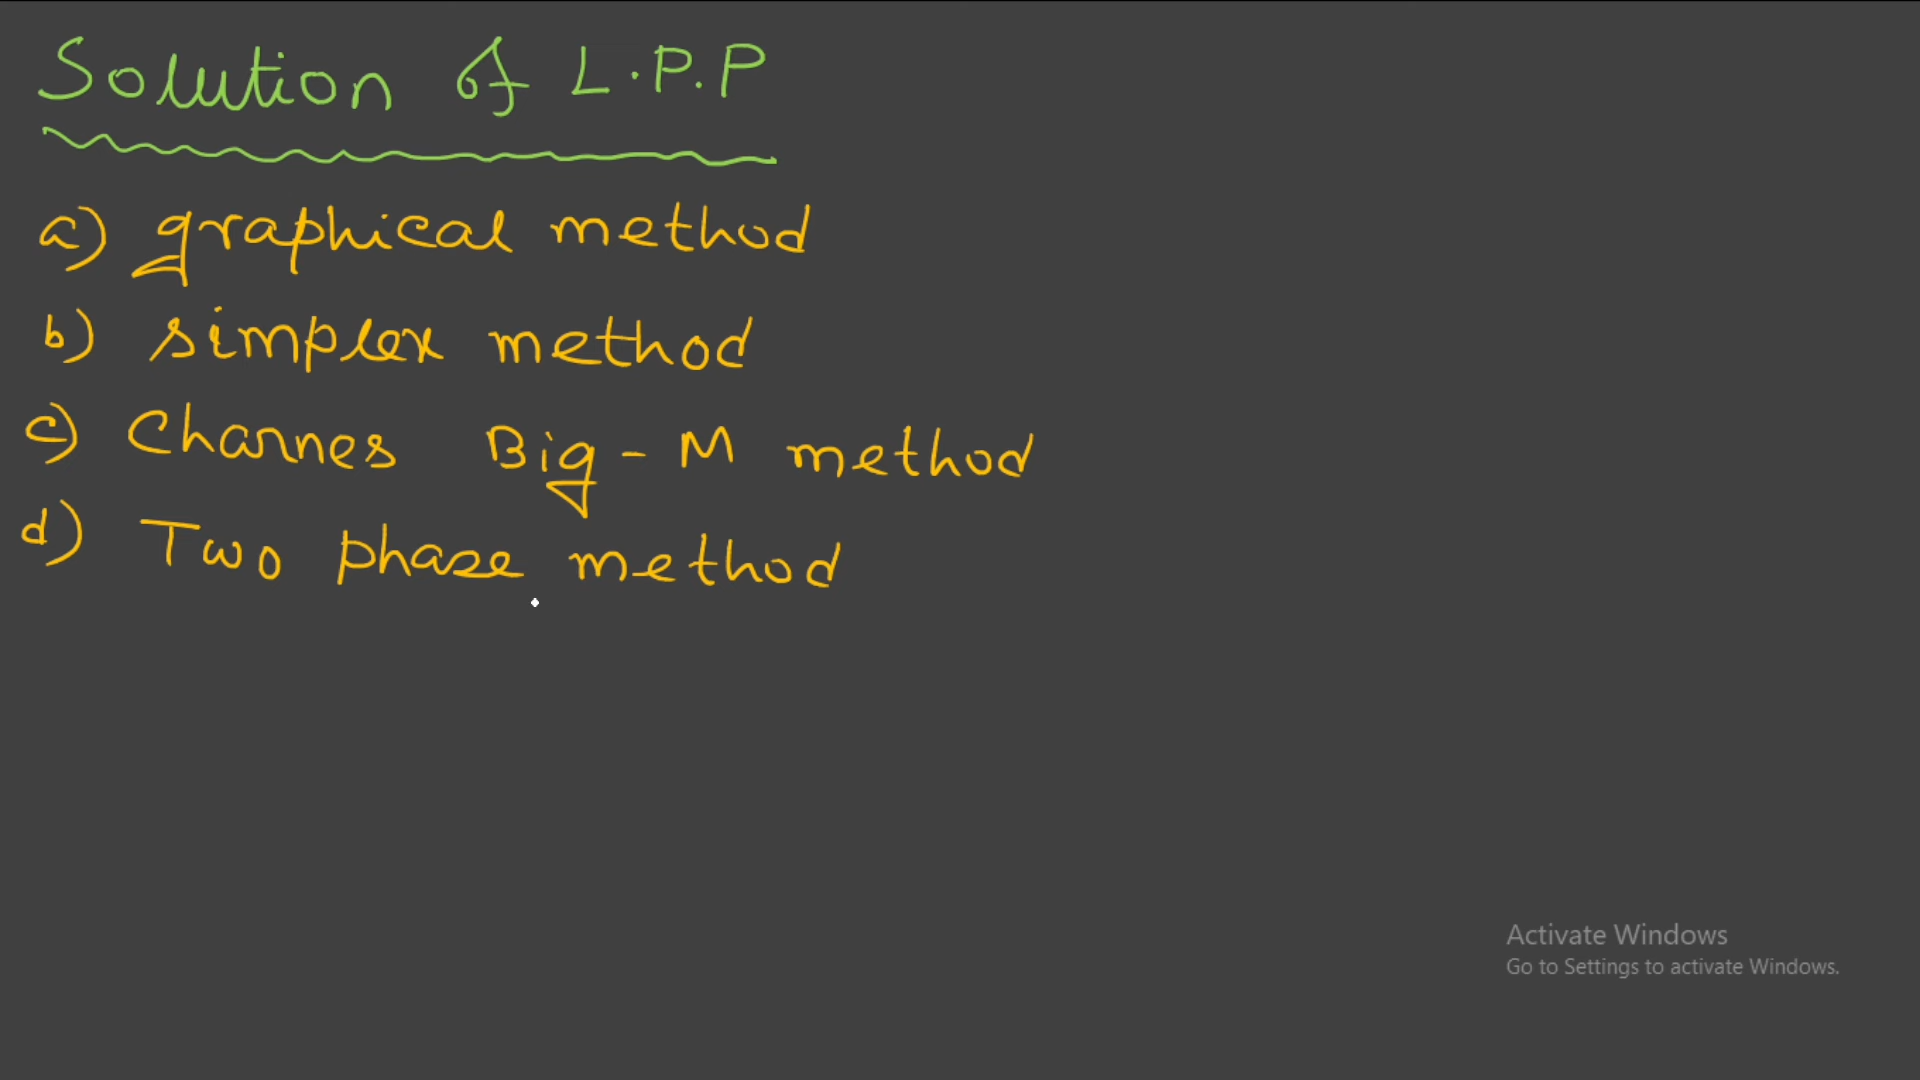 Solution of L.P.P
a) graphical method
b) simplex method
c) Charnes Big-M method
d) Two phase method
Activate Windows
Go to Settings to activate Windows.